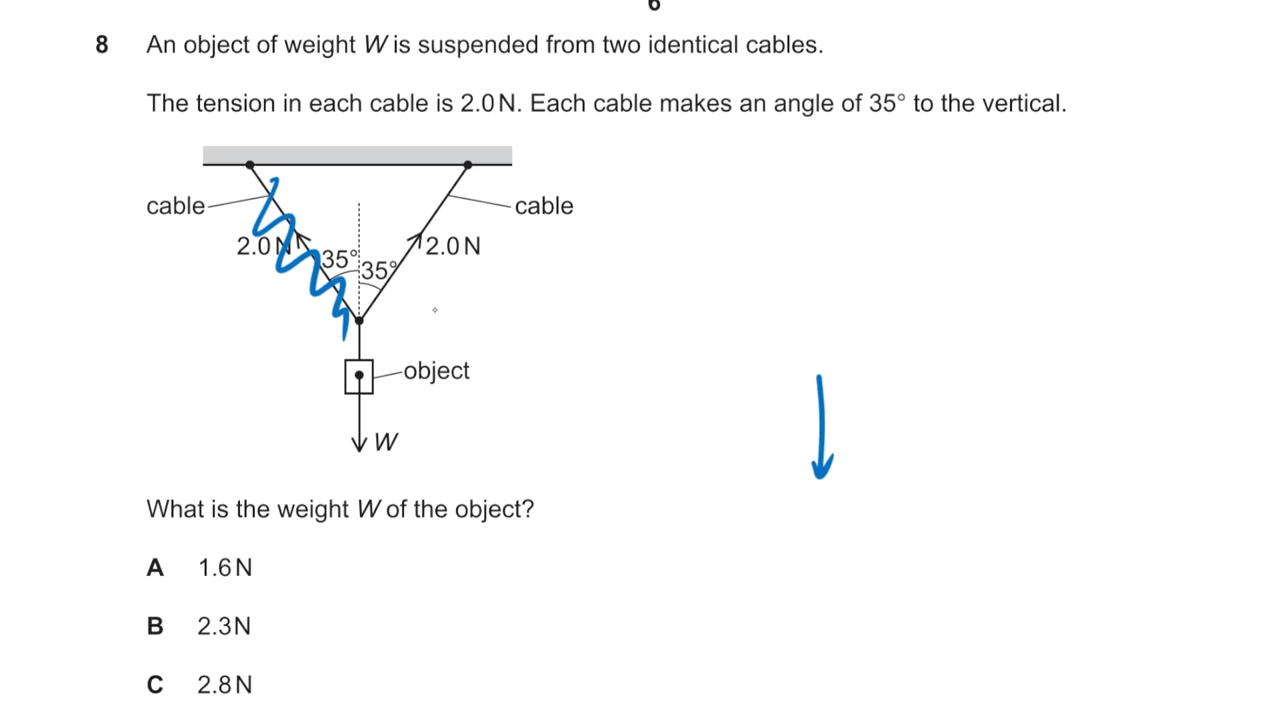 6
8 An object of weight W is suspended from two identical cables.
The tension in each cable is 2.0 N. Each cable makes an angle of 35° to the vertical.
cable
cable
2.0 N
35°
35°
2.0 N
object
W
What is the weight W of the object?
A 1.6 N
B 2.3 N
C 2.8 N